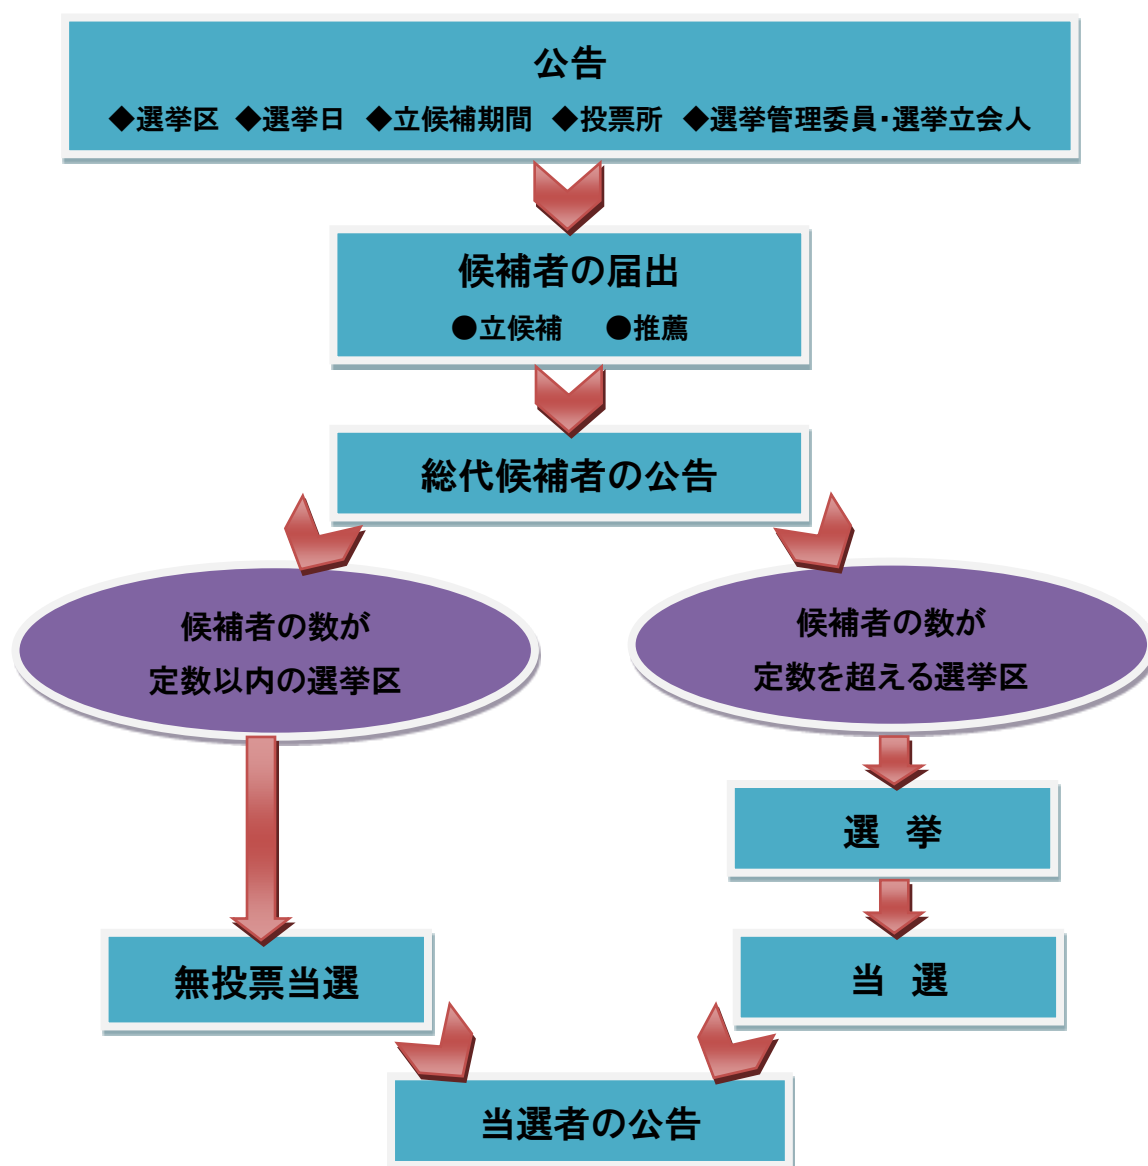 公告
◆選挙区 ◆選挙日 ◆立候補期間 ◆投票所 ◆選挙管理委員・選挙立会人
候補者の届出
●立候補 ●推薦
総代候補者の公告
候補者の数が
定数以内の選挙区
候補者の数が
定数を超える選挙区
選 挙
無投票当選
当 選
当選者の公告